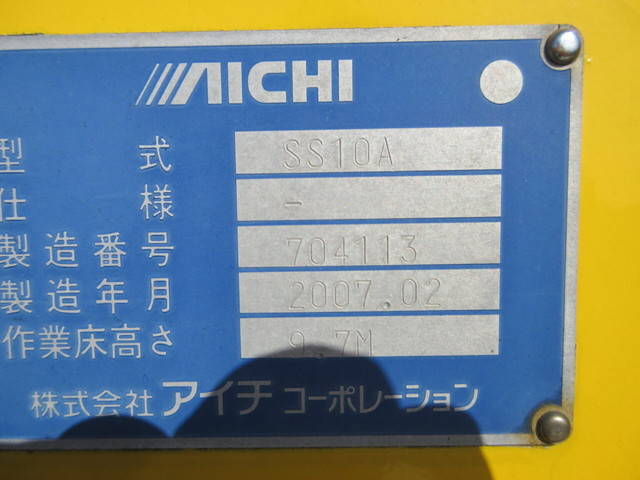 AICHI
型式 SS10A
仕様 -
製造番号 704113
製造年月 2007.02
作業床高さ 9.7M
株式会社 アイチ コーポレーション